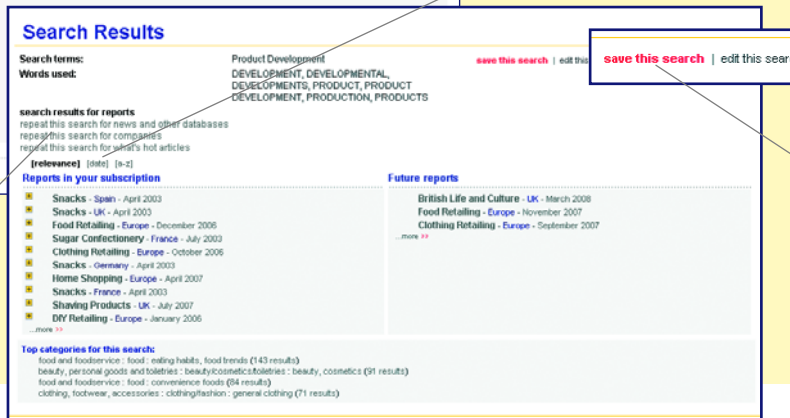 Search Results
Search terms: Product Development save this search | edit this
Words used: DEVELOPMENT, DEVELOPMENTAL,
DEVELOPMENTS, PRODUCT, PRODUCT
DEVELOPMENT, PRODUCTION, PRODUCTS
save this search | edit this sear
search results for reports
repeat this search for news and other databases
repeat this search for companies
repeat this search for what's hot articles
[relevance] [date] [a-z]
Reports in your subscription
Snacks - Spain - April 2003
Snacks - UK - April 2003
Food Retailing - Europe - December 2006
Sugar Confectionery - France - July 2003
Clothing Retailing - Europe - October 2006
Snacks - Germany - April 2003
Home Shopping - Europe - April 2007
Snacks - France - April 2003
Shaving Products - UK - July 2007
DIY Retailing - Europe - January 2006
...more >>
Future reports
British Life and Culture - UK - March 2008
Food Retailing - Europe - November 2007
Clothing Retailing - Europe - September 2007
...more >>
Top categories for this search:
food and foodservice : food : eating habits, food trends (143 results)
beauty, personal goods and toiletries : beauty/cosmetics/toiletries : beauty, cosmetics (91 results)
food and foodservice : food : convenience foods (84 results)
clothing, footwear, accessories : clothing/fashion : general clothing (71 results)